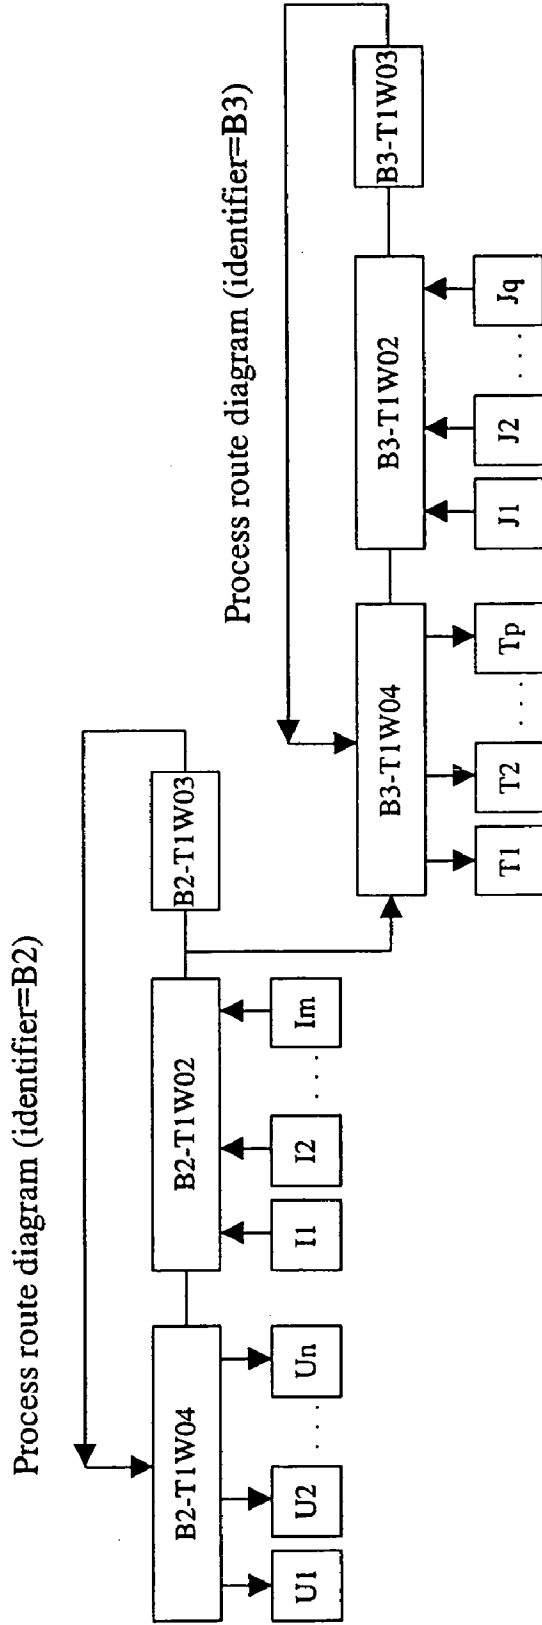 Process route diagram (identifier=B2)
B2-T1W04
B2-T1W02
B2-T1W03
U1
U2
. . .
Un
I1
I2
. . .
Im
Process route diagram (identifier=B3)
B3-T1W04
B3-T1W02
B3-T1W03
T1
T2
. . .
Tp
J1
J2
. . .
Jq